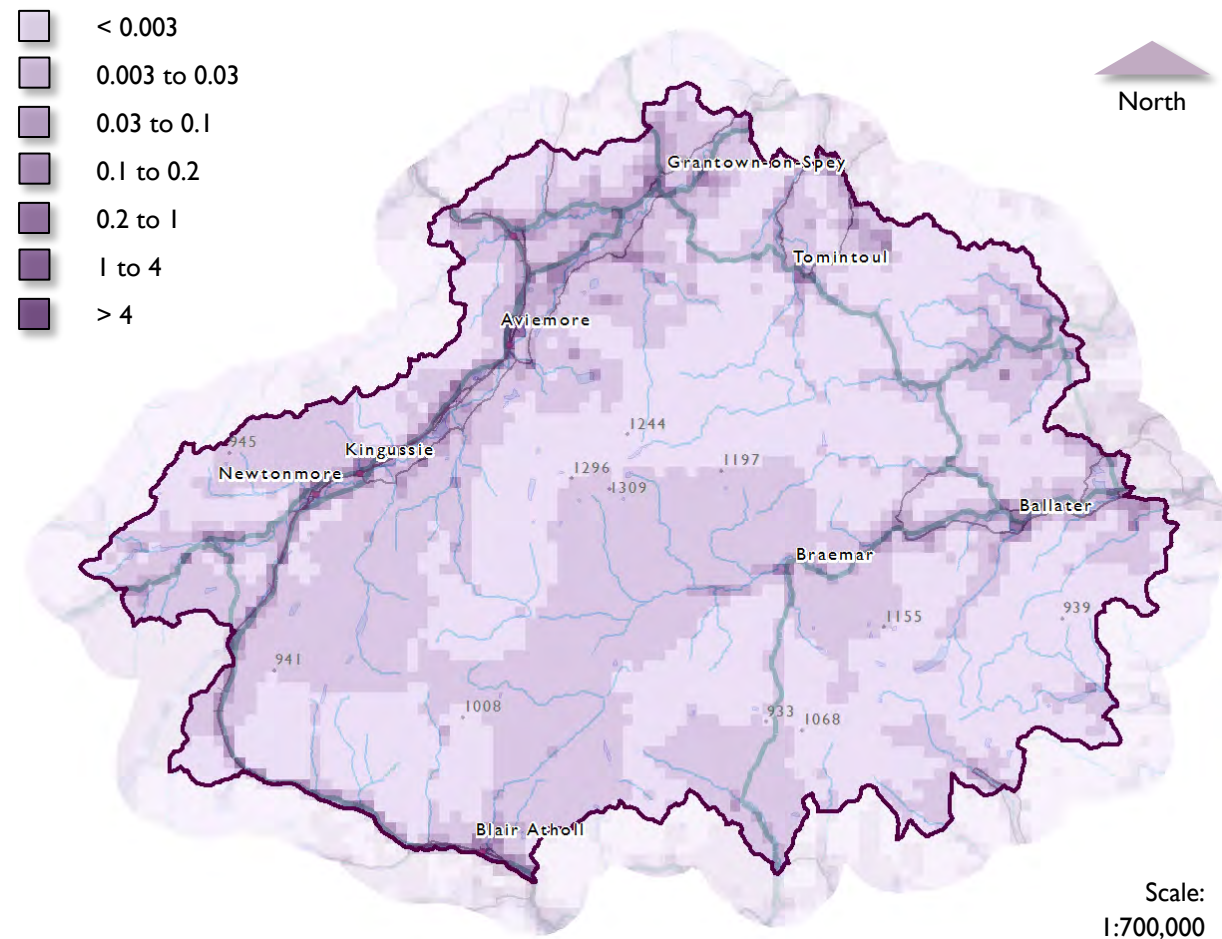 < 0.003
0.003 to 0.03
0.03 to 0.1
0.1 to 0.2
0.2 to 1
1 to 4
> 4
North
Grantown-on-Spey
Tomintoul
Aviemore
1244
945
Kingussie
1197
1296
Newtonmore
1309
Ballater
Braemar
939
1155
941
1008
933
1068
Blair Atholl
Scale:
1:700,000